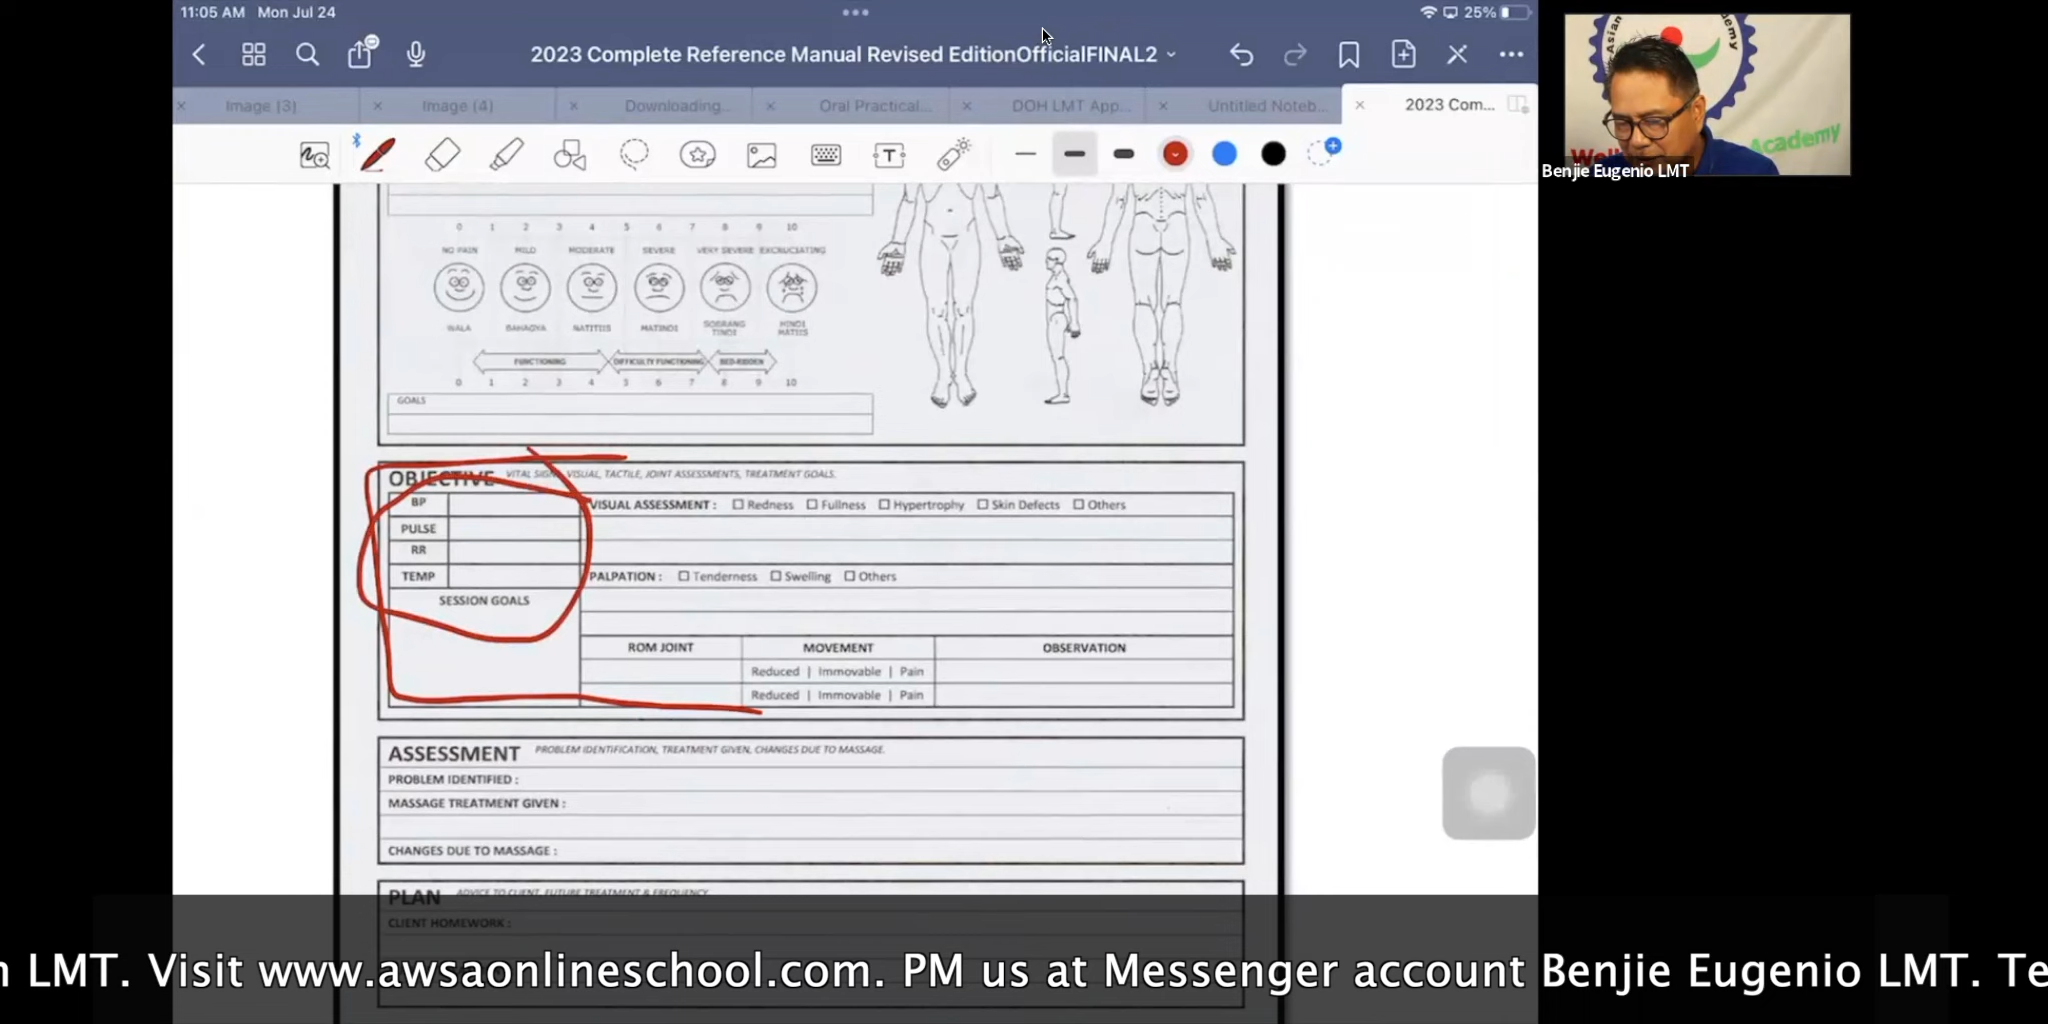 11:05 AM Mon Jul 24
25%
2023 Complete Reference Manual Revised EditionOfficialFINAL2
Image (3)
Image (4)
Downloading...
Oral Practical...
DOH LMT App...
Untitled Noteb...
2023 Com...
Asian
demy
Well
Academy
Benjie Eugenio LMT
0 1 2 3 4 5 6 7 8 9 10
NO PAIN MILD MODERATE SEVERE VERY SEVERE EXCRUCIATING
WALA BAHAGYA NATITIIS MATINDI SOBRANG TINDI HINDI MATIIS
FUNCTIONING DIFFICULTY FUNCTIONING BED-RIDDEN
0 1 2 3 4 5 6 7 8 9 10
GOALS
OBJECTIVE VITAL SIGN, VISUAL, TACTILE, JOINT ASSESSMENTS, TREATMENT GOALS.
BP
PULSE
RR
TEMP
SESSION GOALS
VISUAL ASSESSMENT : Redness Fullness Hypertrophy Skin Defects Others
PALPATION : Tenderness Swelling Others
ROM JOINT MOVEMENT OBSERVATION
Reduced | Immovable | Pain
Reduced | Immovable | Pain
ASSESSMENT PROBLEM IDENTIFICATION, TREATMENT GIVEN, CHANGES DUE TO MASSAGE.
PROBLEM IDENTIFIED :
MASSAGE TREATMENT GIVEN :
CHANGES DUE TO MASSAGE :
PLAN ADVICE TO CLIENT, FUTURE TREATMENT & FREQUENCY
CLIENT HOMEWORK :
n LMT. Visit www.awsaonlineschool.com. PM us at Messenger account Benjie Eugenio LMT. Te